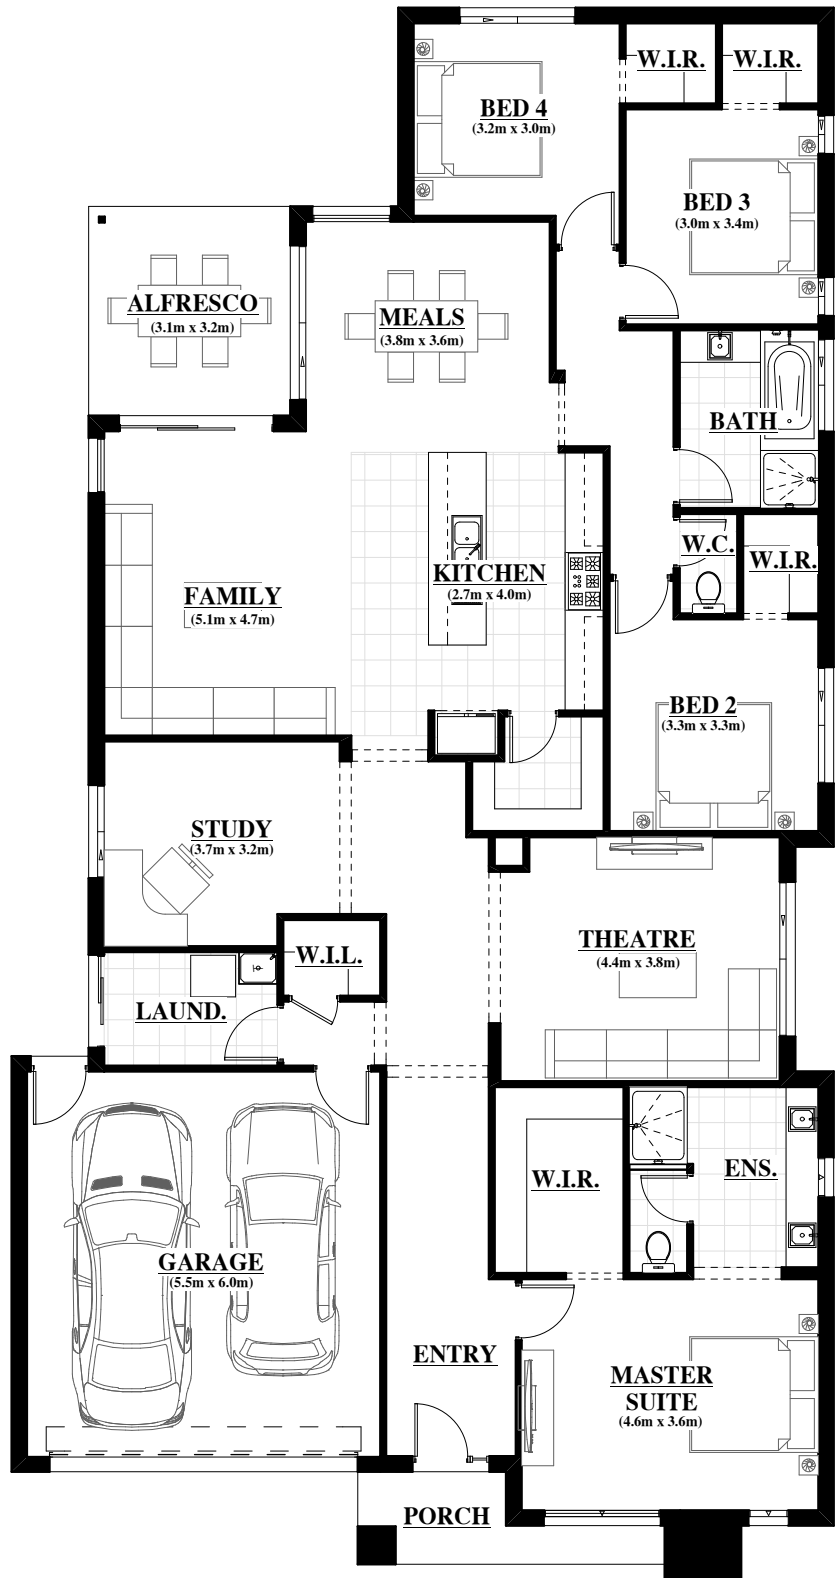 W.I.R.
W.I.R.
BED 4
(3.2m x 3.0m)
BED 3
(3.0m x 3.4m)
ALFRESCO
(3.1m x 3.2m)
MEALS
(3.8m x 3.6m)
BATH
W.C.
W.I.R.
KITCHEN
(2.7m x 4.0m)
FAMILY
(5.1m x 4.7m)
BED 2
(3.3m x 3.3m)
STUDY
(3.7m x 3.2m)
THEATRE
(4.4m x 3.8m)
W.I.L.
LAUND.
W.I.R.
ENS.
GARAGE
(5.5m x 6.0m)
ENTRY
MASTER
SUITE
(4.6m x 3.6m)
PORCH